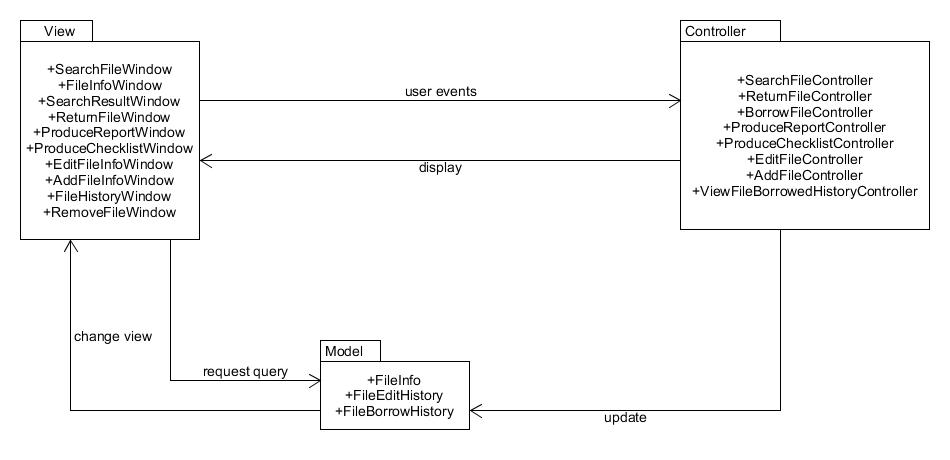 View
+SearchFileWindow
+FileInfoWindow
+SearchResultWindow
+ReturnFileWindow
+ProduceReportWindow
+ProduceChecklistWindow
+EditFileInfoWindow
+AddFileInfoWindow
+FileHistoryWindow
+RemoveFileWindow
user events
display
Controller
+SearchFileController
+ReturnFileController
+BorrowFileController
+ProduceReportController
+ProduceChecklistController
+EditFileController
+AddFileController
+ViewFileBorrowedHistoryController
change view
request query
Model
+FileInfo
+FileEditHistory
+FileBorrowHistory
update